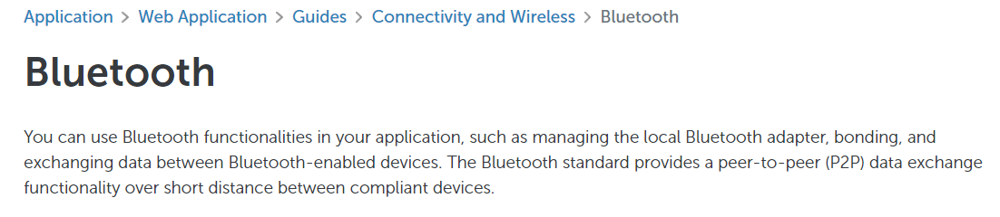 Application > Web Application > Guides > Connectivity and Wireless > Bluetooth
Bluetooth
You can use Bluetooth functionalities in your application, such as managing the local Bluetooth adapter, bonding, and
exchanging data between Bluetooth-enabled devices. The Bluetooth standard provides a peer-to-peer (P2P) data exchange
functionality over short distance between compliant devices.